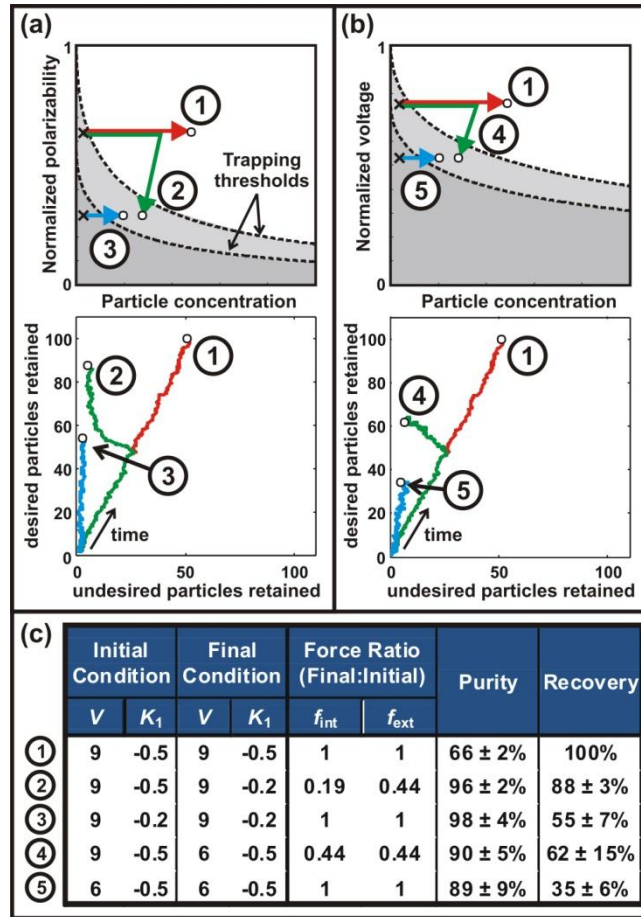 (a)
1
Normalized polarizability
0
1
2
3
Trapping
thresholds
Particle concentration
desired particles retained
100
80
60
40
20
0
0
50
100
undesired particles retained
1
2
3
time
(b)
1
Normalized voltage
0
1
4
5
Particle concentration
desired particles retained
100
80
60
40
20
0
0
50
100
undesired particles retained
1
4
5
time
(c)
Initial Condition Final Condition Force Ratio (Final:Initial) Purity Recovery
V K1 V K1 fint fext
1 9 -0.5 9 -0.5 1 1 66 ± 2% 100%
2 9 -0.5 9 -0.2 0.19 0.44 96 ± 2% 88 ± 3%
3 9 -0.2 9 -0.2 1 1 98 ± 4% 55 ± 7%
4 9 -0.5 6 -0.5 0.44 0.44 90 ± 5% 62 ± 15%
5 6 -0.5 6 -0.5 1 1 89 ± 9% 35 ± 6%